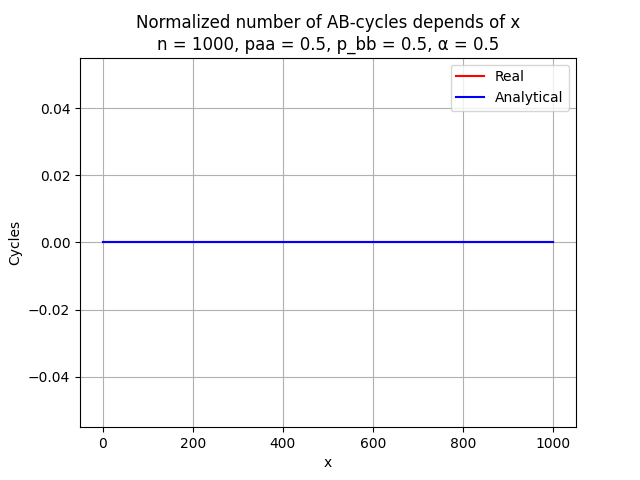 Normalized number of AB-cycles depends of x
n = 1000, paa = 0.5, p_bb = 0.5, α = 0.5
Real
Analytical
0.04
0.02
0.00
−0.02
−0.04
Cycles
0 200 400 600 800 1000
x